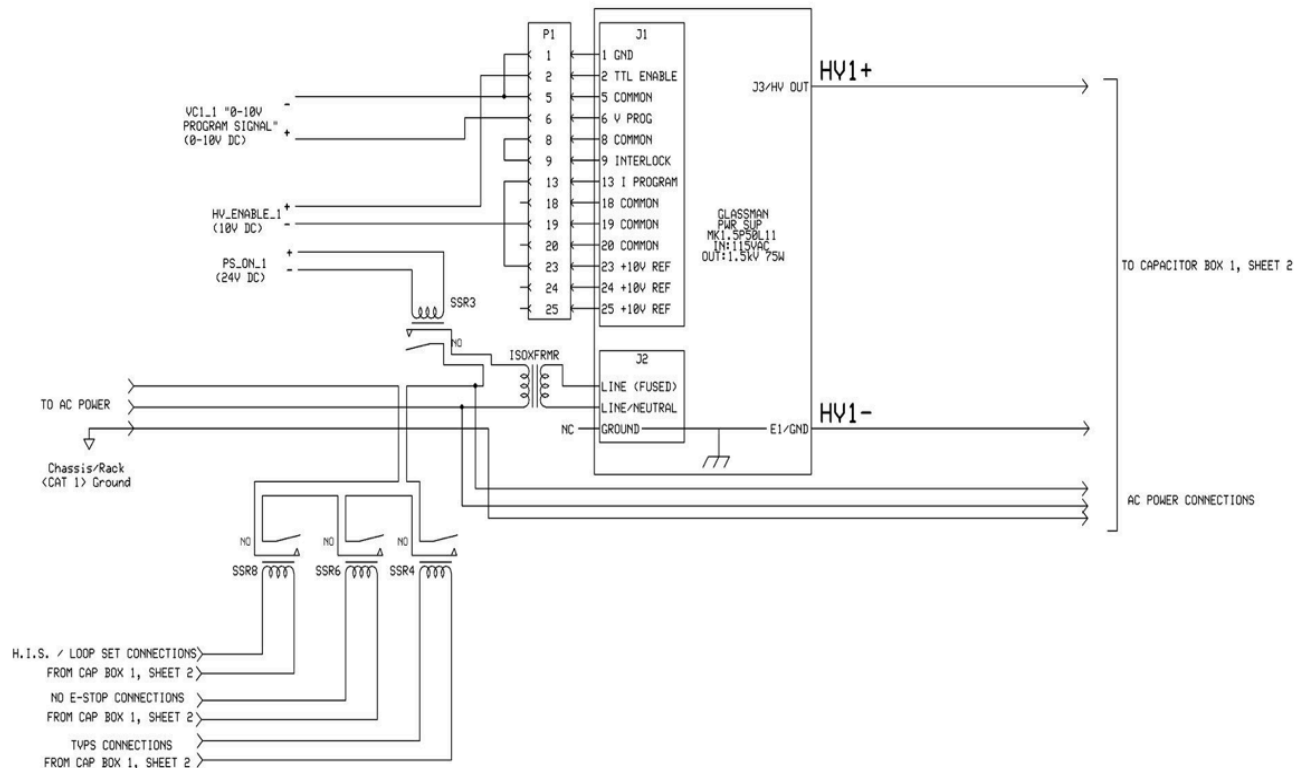 P1
J1
1
1 GND
2
2 TTL ENABLE
5
5 COMMON
6
6 V PROG
8
8 COMMON
9
9 INTERLOCK
13
13 I PROGRAM
18
18 COMMON
19
19 COMMON
20
20 COMMON
23
23 +10V REF
24
24 +10V REF
25
25 +10V REF
VC1_1 "0-10V
PROGRAM SIGNAL"
(0-10V DC)
-
+
HV_ENABLE_1
(10V DC)
+
-
PS_ON_1
(24V DC)
+
-
SSR3
NO
ISOXFRMR
J2
LINE (FUSED)
LINE/NEUTRAL
NC
GROUND
E1/GND
J3/HV OUT
HV1+
HV1-
GLASSMAN
PWR SUP
MK1.5P50L11
IN:115VAC
OUT:1.5kV 75W
TO CAPACITOR BOX 1, SHEET 2
AC POWER CONNECTIONS
TO AC POWER
Chassis/Rack
<CAT 1> Ground
NO
NO
NO
SSR8
SSR6
SSR4
H.I.S. / LOOP SET CONNECTIONS
FROM CAP BOX 1, SHEET 2
NO E-STOP CONNECTIONS
FROM CAP BOX 1, SHEET 2
TVPS CONNECTIONS
FROM CAP BOX 1, SHEET 2